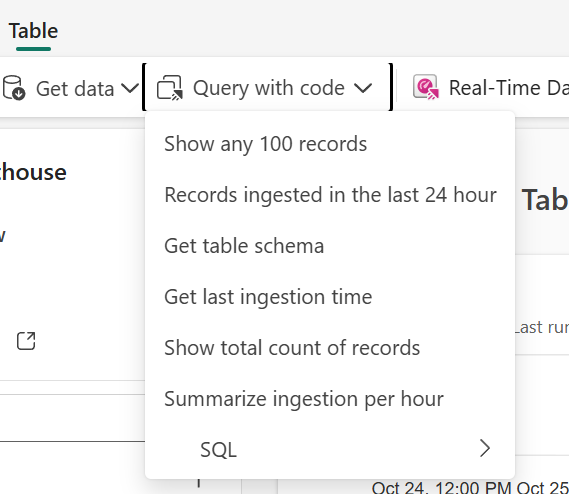 Table
Get data
Query with code
Real-Time Da
Show any 100 records
house
Records ingested in the last 24 hour
Tab
Get table schema
Get last ingestion time
Last run
Show total count of records
Summarize ingestion per hour
SQL
Oct 24, 12:00 PM Oct 25